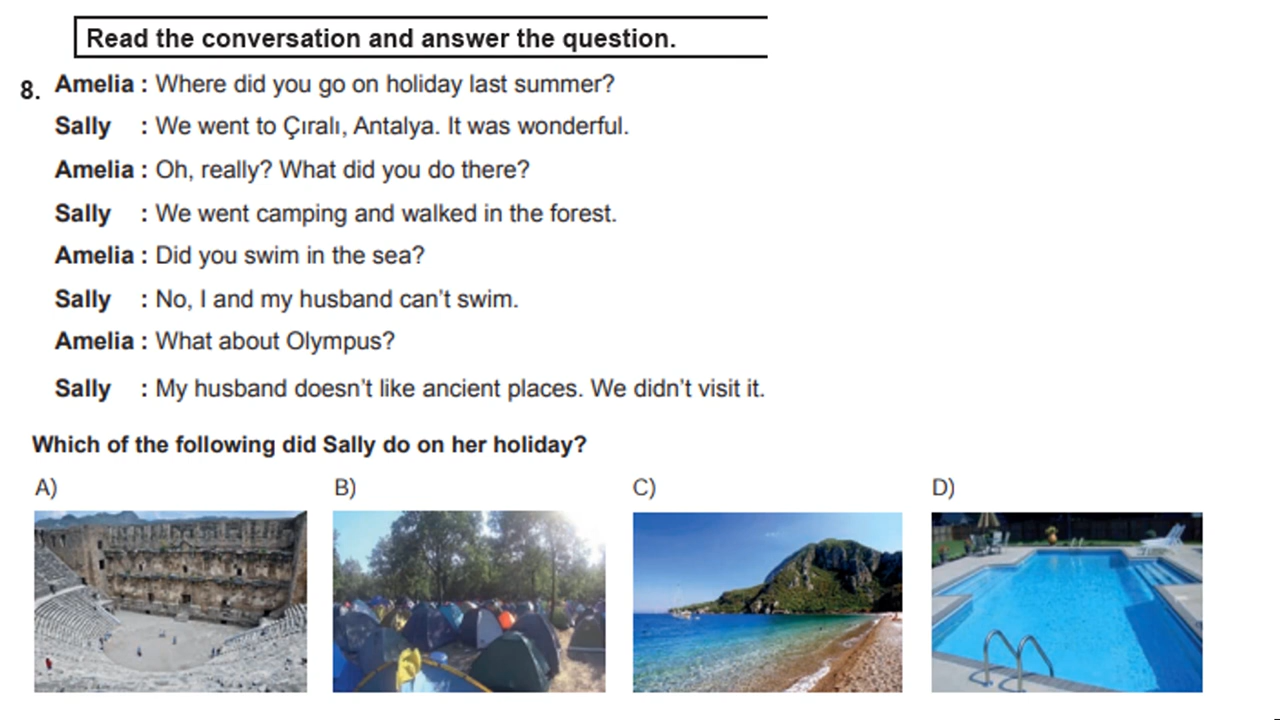 Read the conversation and answer the question.
8. Amelia : Where did you go on holiday last summer?
Sally : We went to Çıralı, Antalya. It was wonderful.
Amelia : Oh, really? What did you do there?
Sally : We went camping and walked in the forest.
Amelia : Did you swim in the sea?
Sally : No, I and my husband can't swim.
Amelia : What about Olympus?
Sally : My husband doesn't like ancient places. We didn't visit it.
Which of the following did Sally do on her holiday?
A) B) C) D)